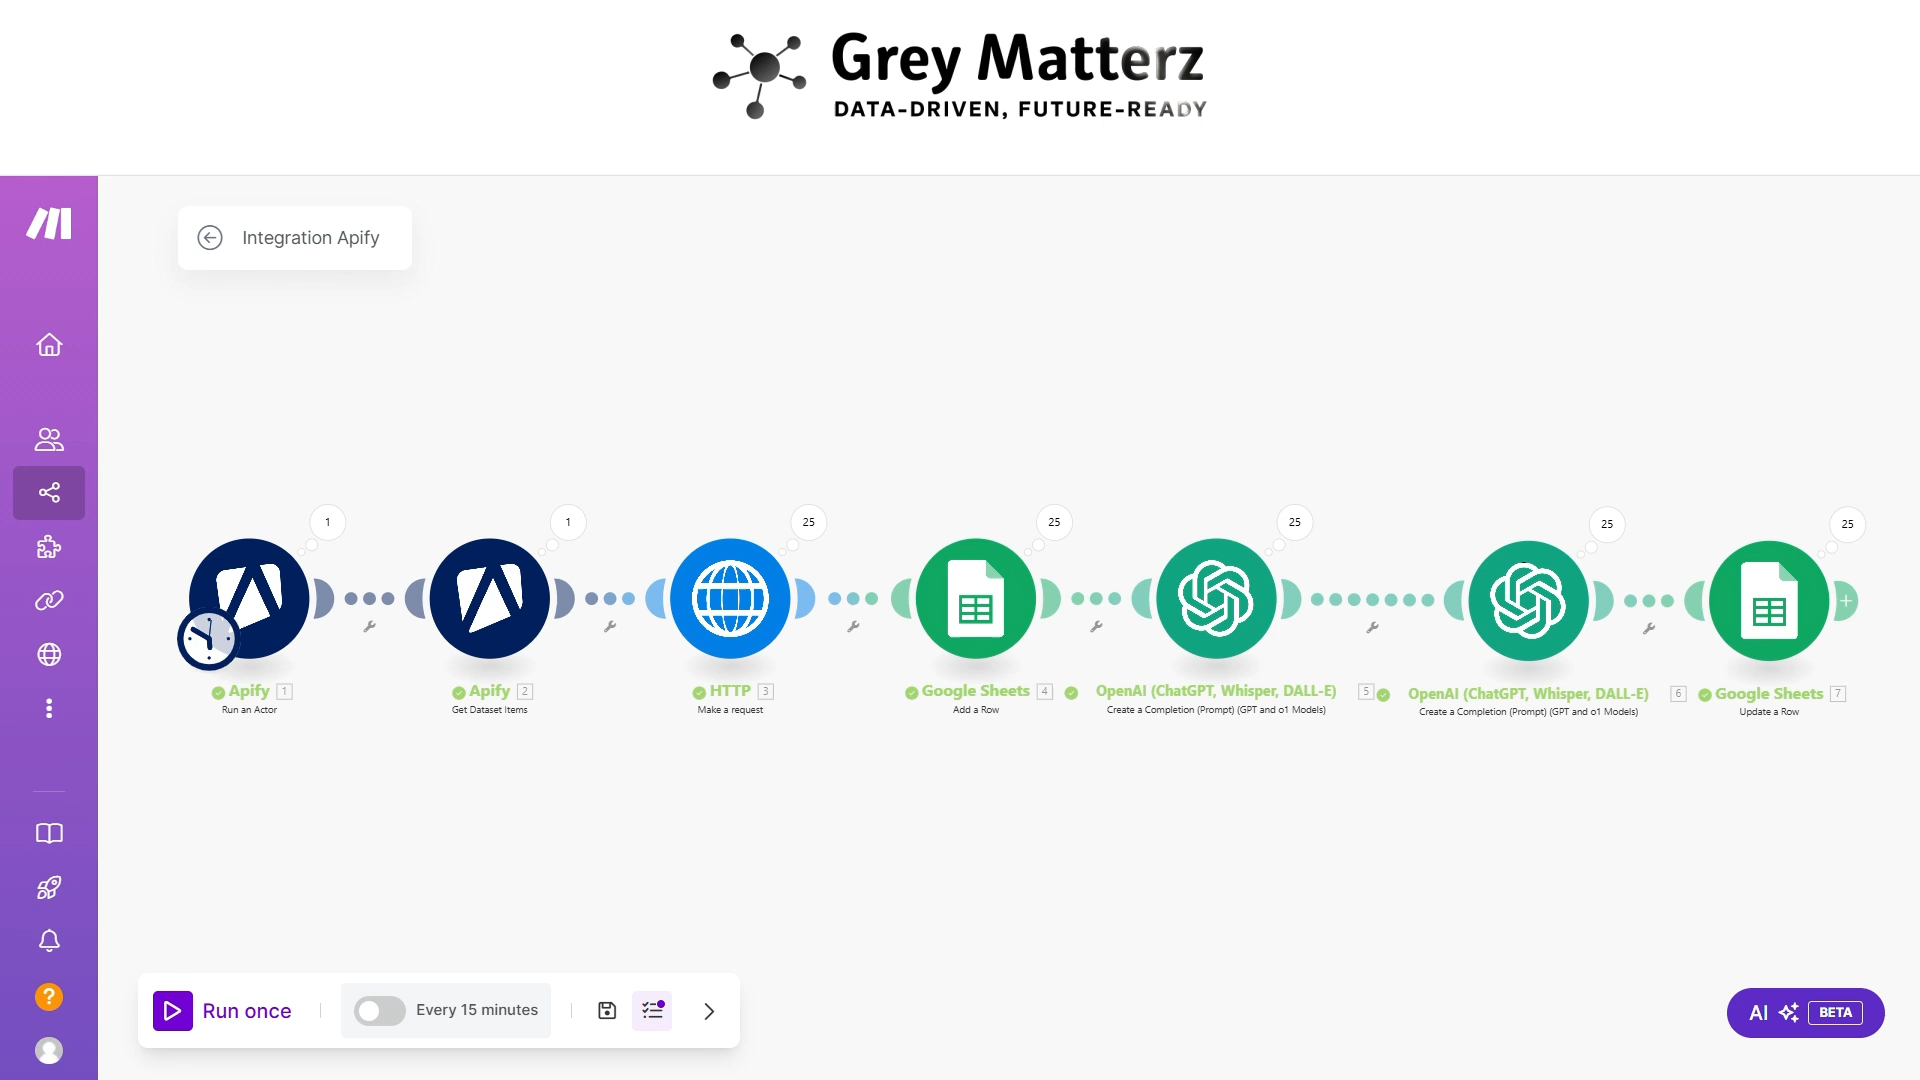 Grey Matterz
DATA-DRIVEN, FUTURE-READY
Integration Apify
1
1
25
25
25
25
25
Apify 1
Run an Actor
Apify 2
Get Dataset Items
HTTP 3
Make a request
Google Sheets 4
Add a Row
OpenAI (ChatGPT, Whisper, DALL-E) 5
Create a Completion (Prompt) (GPT and o1 Models)
OpenAI (ChatGPT, Whisper, DALL-E) 6
Create a Completion (Prompt) (GPT and o1 Models)
Google Sheets 7
Update a Row
?
Run once
Every 15 minutes
AI BETA